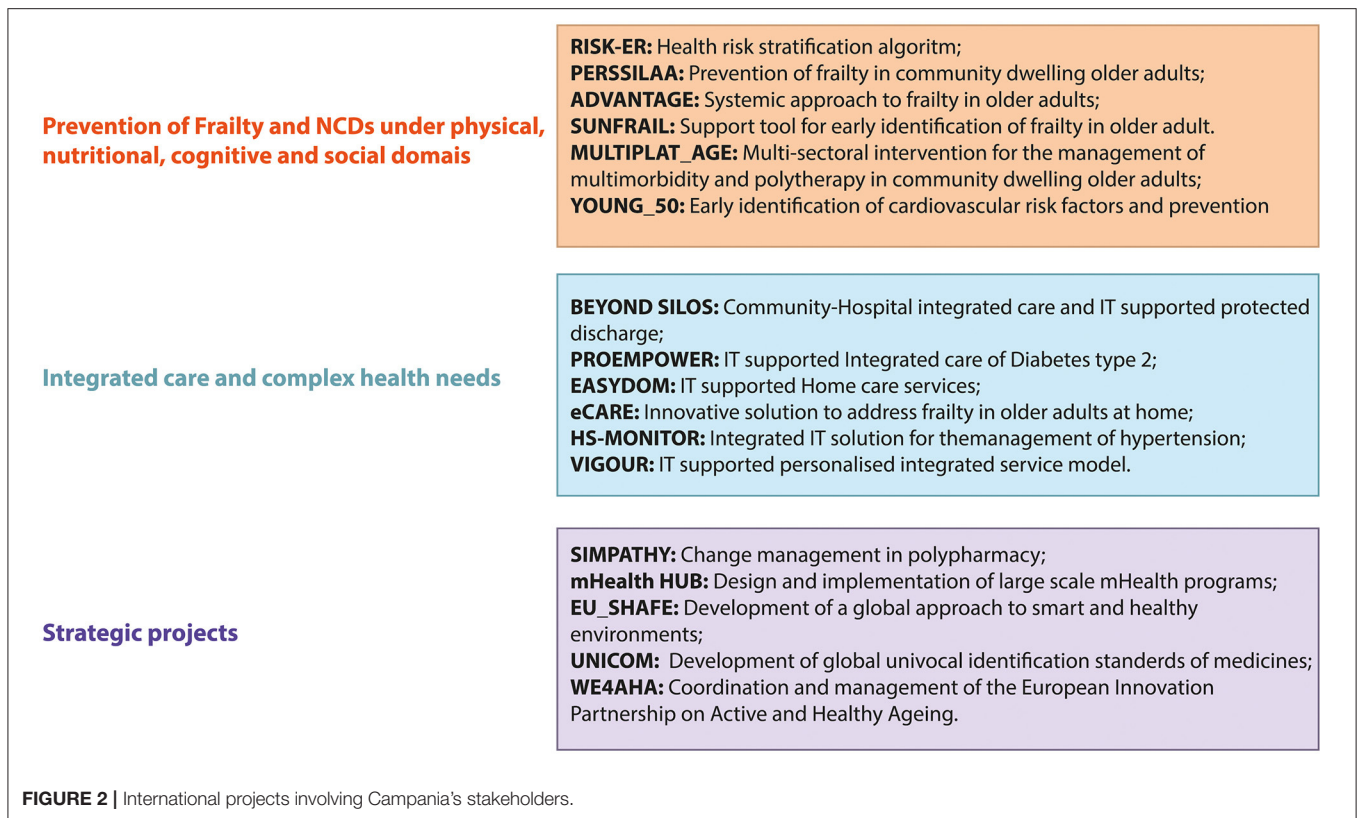 Prevention of Frailty and NCDs under physical,
nutritional, cognitive and social domais
RISK-ER: Health risk stratification algoritm;
PERSSILAA: Prevention of frailty in community dwelling older adults;
ADVANTAGE: Systemic approach to frailty in older adults;
SUNFRAIL: Support tool for early identification of frailty in older adult.
MULTIPLAT_AGE: Multi-sectoral intervention for the management of
multimorbidity and polytherapy in community dwelling older adults;
YOUNG_50: Early identification of cardiovascular risk factors and prevention
Integrated care and complex health needs
BEYOND SILOS: Community-Hospital integrated care and IT supported protected
discharge;
PROEMPOWER: IT supported Integrated care of Diabetes type 2;
EASYDOM: IT supported Home care services;
eCARE: Innovative solution to address frailty in older adults at home;
HS-MONITOR: Integrated IT solution for themanagement of hypertension;
VIGOUR: IT supported personalised integrated service model.
Strategic projects
SIMPATHY: Change management in polypharmacy;
mHealth HUB: Design and implementation of large scale mHealth programs;
EU_SHAFE: Development of a global approach to smart and healthy
environments;
UNICOM: Development of global univocal identification standerds of medicines;
WE4AHA: Coordination and management of the European Innovation
Partnership on Active and Healthy Ageing.
FIGURE 2 | International projects involving Campania's stakeholders.